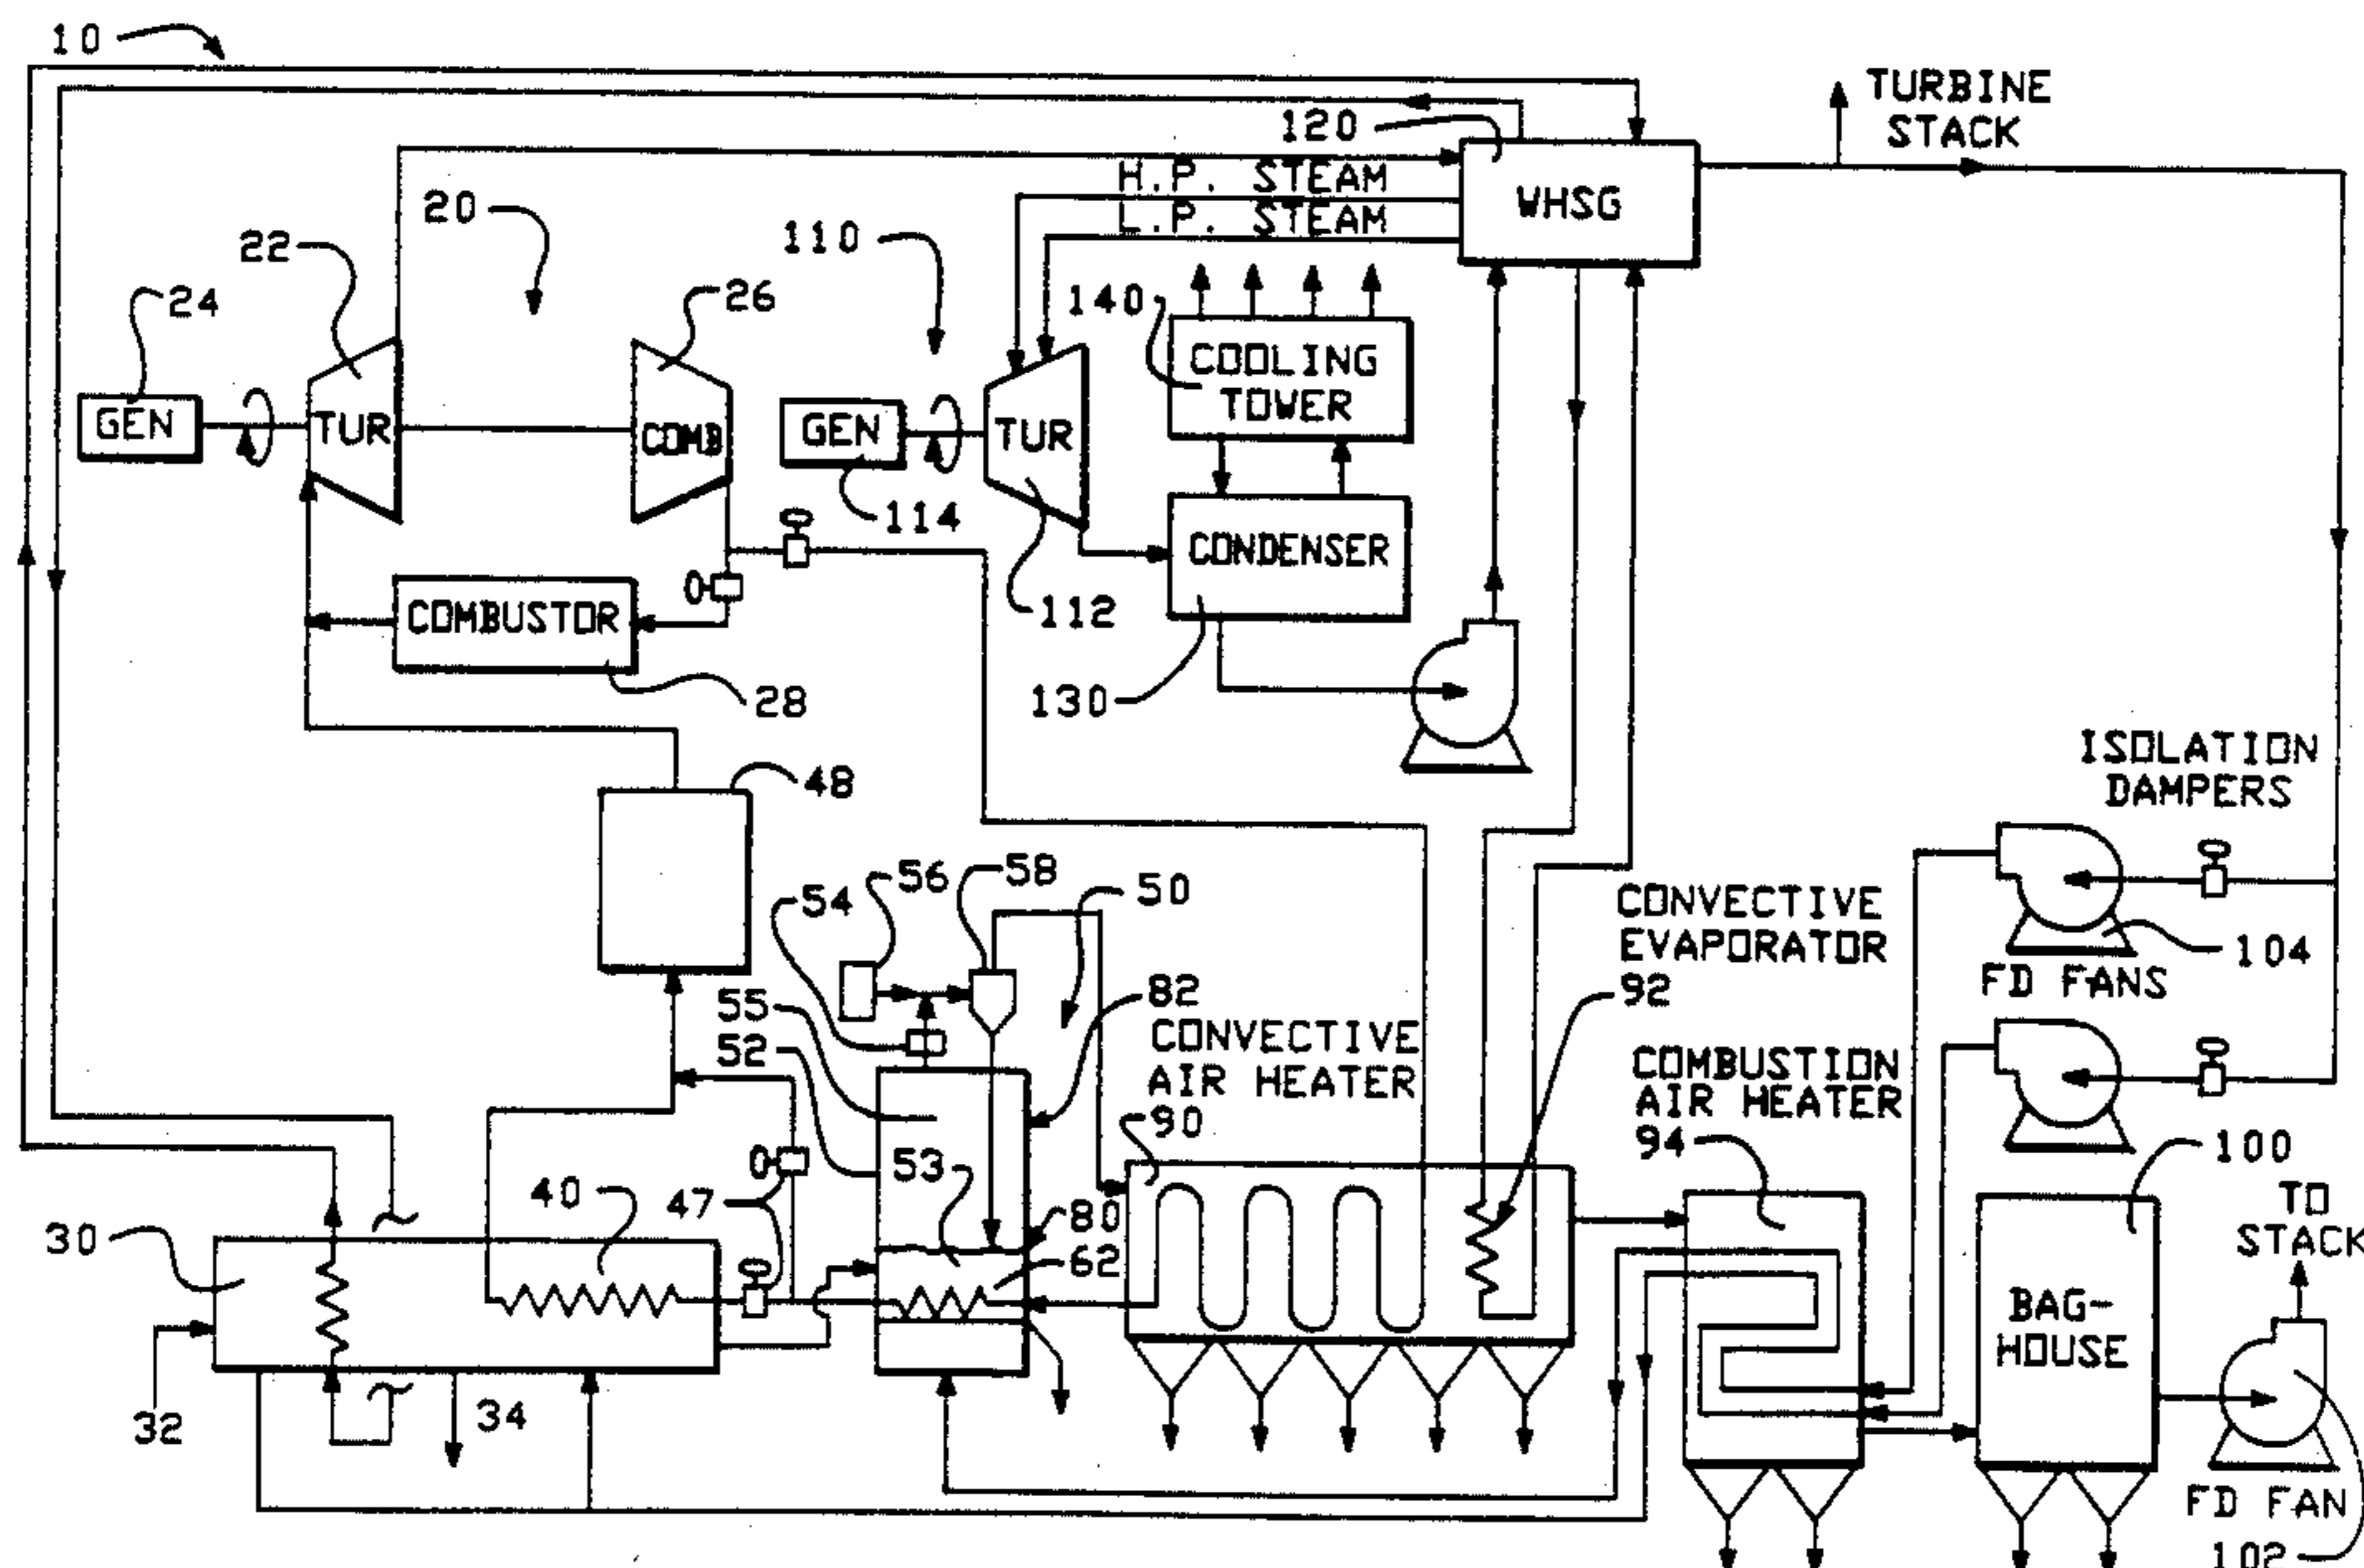 10
TURBINE
STACK
120
H.P. STEAM
L.P. STEAM
WHSG
20
22
110
24
26
140
COOLING
TOWER
GEN
TUR
COMB
GEN
TUR
114
CONDENSER
COMBUSTOR
112
28
130
48
ISOLATION
DAMPERS
56
58
50
54
CONVECTIVE
EVAPORATOR
92
104
FD FANS
55
82
52
CONVECTIVE
AIR HEATER
90
COMBUSTION
AIR HEATER
94
100
53
40
47
80
TO
STACK
30
62
BAG-
HOUSE
32
34
FD FAN
102